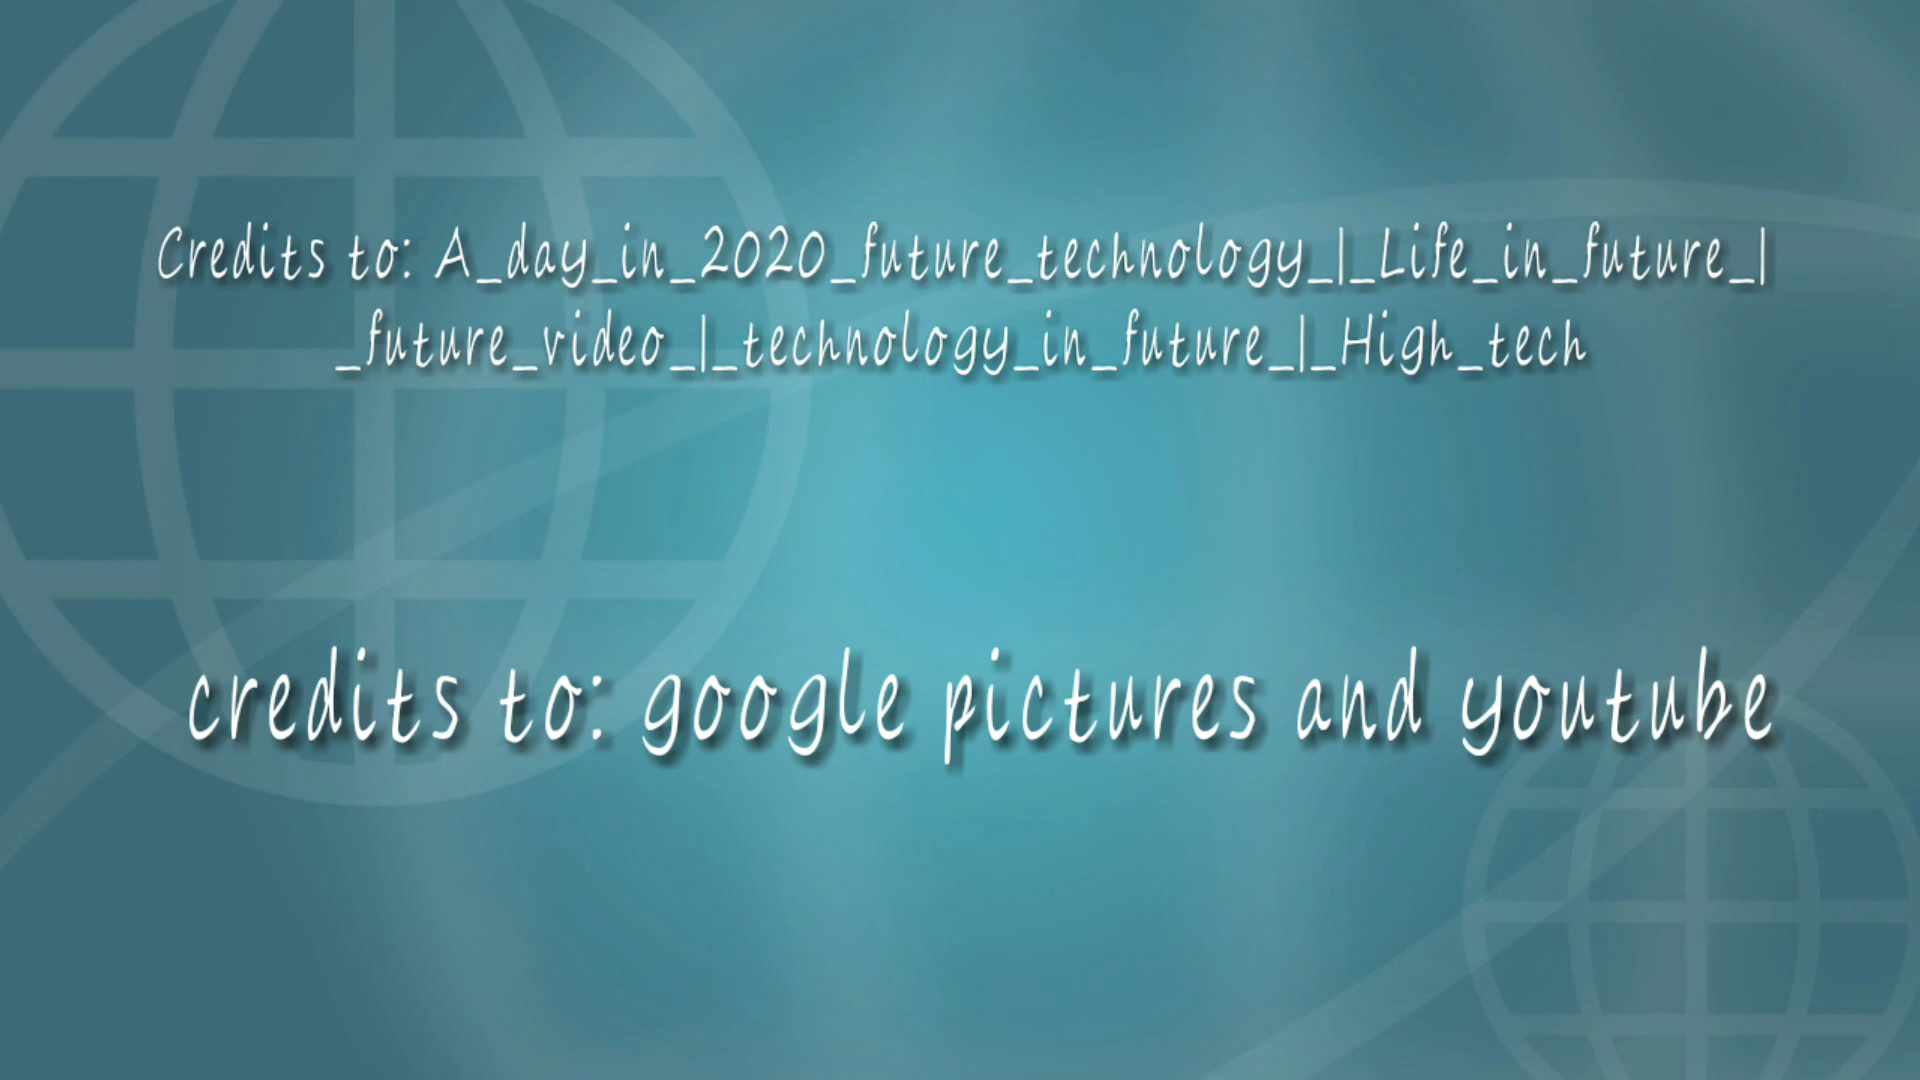 Credits to: A_day_in_2020_future_technology_|_Life_in_future_|
_future_video_|_technology_in_future_|_High_tech
credits to: google pictures and youtube